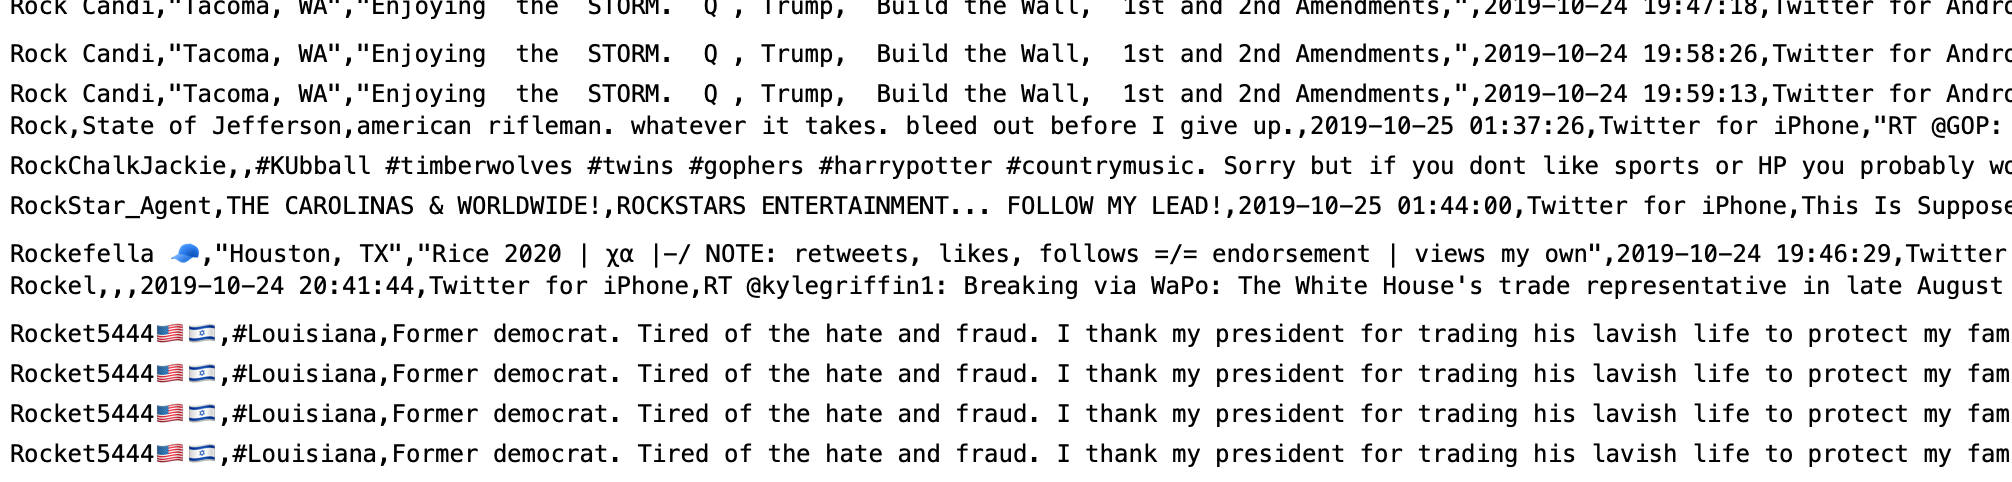 Rock Candi,"Tacoma, WA","Enjoying  the  STORM.  Q , Trump,  Build the Wall,  1st and 2nd Amendments,",2019-10-24 19:47:18,Twitter for Andro
Rock Candi,"Tacoma, WA","Enjoying  the  STORM.  Q , Trump,  Build the Wall,  1st and 2nd Amendments,",2019-10-24 19:58:26,Twitter for Andro
Rock Candi,"Tacoma, WA","Enjoying  the  STORM.  Q , Trump,  Build the Wall,  1st and 2nd Amendments,",2019-10-24 19:59:13,Twitter for Andro
Rock,State of Jefferson,american rifleman. whatever it takes. bleed out before I give up.,2019-10-25 01:37:26,Twitter for iPhone,"RT @GOP:
RockChalkJackie,,#KUbball #timberwolves #twins #gophers #harrypotter #countrymusic. Sorry but if you dont like sports or HP you probably wo
RockStar_Agent,THE CAROLINAS & WORLDWIDE!,ROCKSTARS ENTERTAINMENT... FOLLOW MY LEAD!,2019-10-25 01:44:00,Twitter for iPhone,This Is Suppose
Rockefella 🧢,"Houston, TX","Rice 2020 | χα |-/ NOTE: retweets, likes, follows =/= endorsement | views my own",2019-10-24 19:46:29,Twitter
Rockel,,,2019-10-24 20:41:44,Twitter for iPhone,RT @kylegriffin1: Breaking via WaPo: The White House's trade representative in late August
Rocket5444🇺🇸🇮🇱,#Louisiana,Former democrat. Tired of the hate and fraud. I thank my president for trading his lavish life to protect my fam
Rocket5444🇺🇸🇮🇱,#Louisiana,Former democrat. Tired of the hate and fraud. I thank my president for trading his lavish life to protect my fam
Rocket5444🇺🇸🇮🇱,#Louisiana,Former democrat. Tired of the hate and fraud. I thank my president for trading his lavish life to protect my fam
Rocket5444🇺🇸🇮🇱,#Louisiana,Former democrat. Tired of the hate and fraud. I thank my president for trading his lavish life to protect my fam